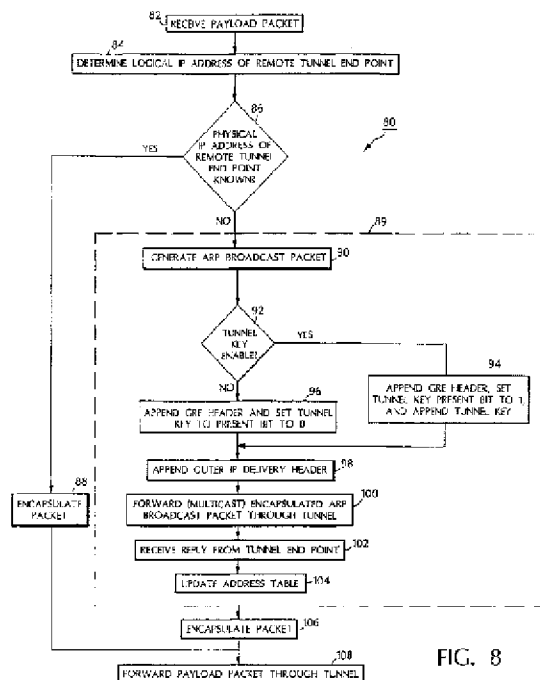 82
RECEIVE PAYLOAD PACKET
84
DETERMINE LOGICAL IP ADDRESS OF REMOTE TUNNEL END POINT
86
PHYSICAL
IP ADDRESS OF
REMOTE TUNNEL
END POINT
KNOWN?
80
YES
NO
89
GENERATE ARP BROADCAST PACKET
90
92
TUNNEL
KEY
ENABLE?
YES
NO
94
APPEND GRE HEADER, SET
TUNNEL KEY PRESENT BIT TO 1,
AND APPEND TUNNEL KEY
96
APPEND GRE HEADER AND SET TUNNEL
KEY TO PRESENT BIT TO 0
APPEND OUTER IP DELIVERY HEADER
98
88
ENCAPSULATE
PACKET
100
FORWARD (MULTICAST) ENCAPSULATED ARP
BROADCAST PACKET THROUGH TUNNEL
RECEIVE REPLY FROM TUNNEL END POINT
102
UPDATE ADDRESS TABLE
104
ENCAPSULATE PACKET
106
108
FORWARD PAYLOAD PACKET THROUGH TUNNEL
FIG. 8